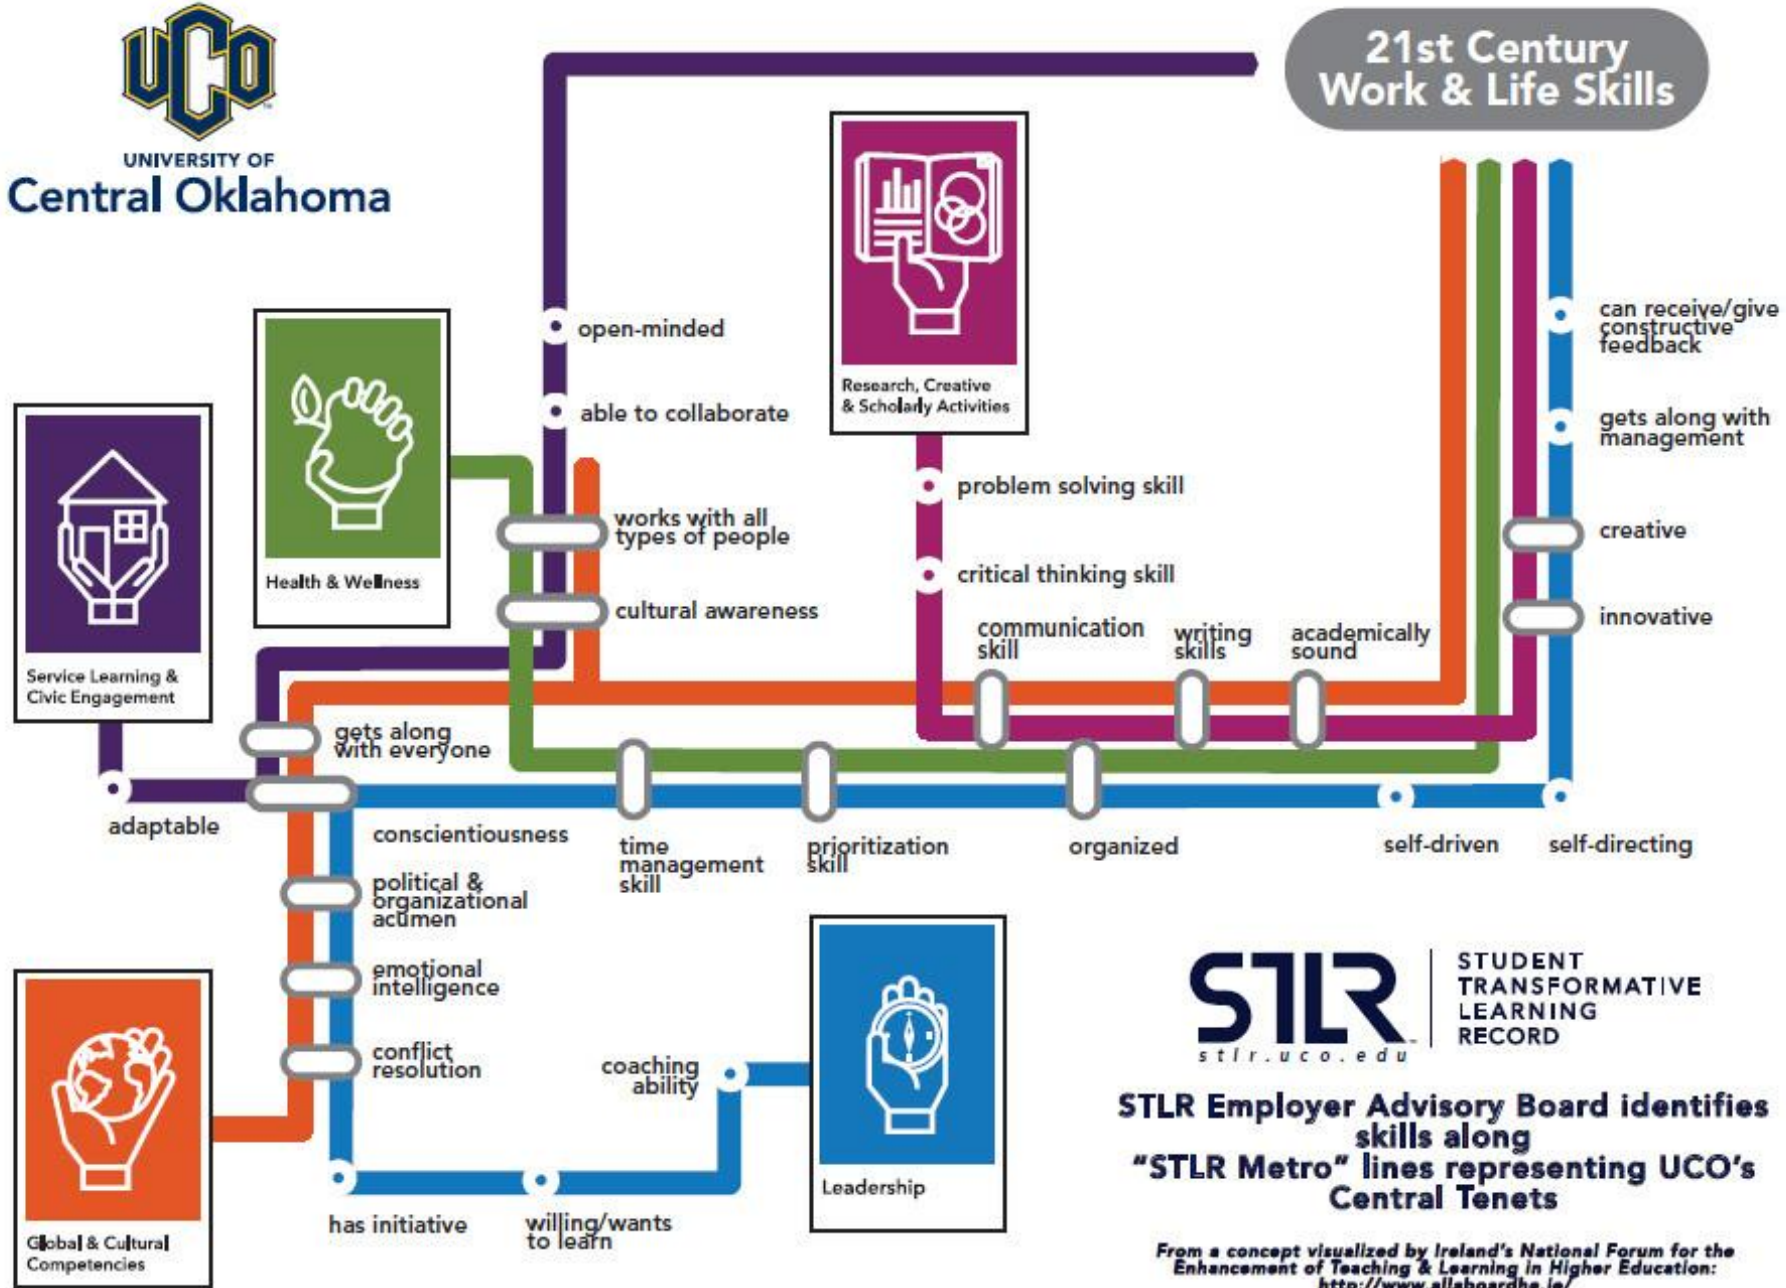 UCO
UNIVERSITY OF
Central Oklahoma
21st Century
Work & Life Skills
open-minded
able to collaborate
works with all
types of people
cultural awareness
Health & Wellness
Service Learning &
Civic Engagement
Research, Creative
& Scholarly Activities
problem solving skill
critical thinking skill
communication
skill
writing
skills
academically
sound
can receive/give
constructive
feedback
gets along with
management
creative
innovative
gets along
with everyone
adaptable
conscientiousness
time
management
skill
prioritization
skill
organized
self-driven
self-directing
political &
organizational
acumen
emotional
intelligence
conflict
resolution
coaching
ability
has initiative
willing/wants
to learn
Leadership
Global & Cultural
Competencies
STLR
stlr.uco.edu
STUDENT
TRANSFORMATIVE
LEARNING
RECORD
STLR Employer Advisory Board identifies
skills along
"STLR Metro" lines representing UCO's
Central Tenets
From a concept visualized by Ireland's National Forum for the
Enhancement of Teaching & Learning in Higher Education:
http://www.allaboardhe.ie/